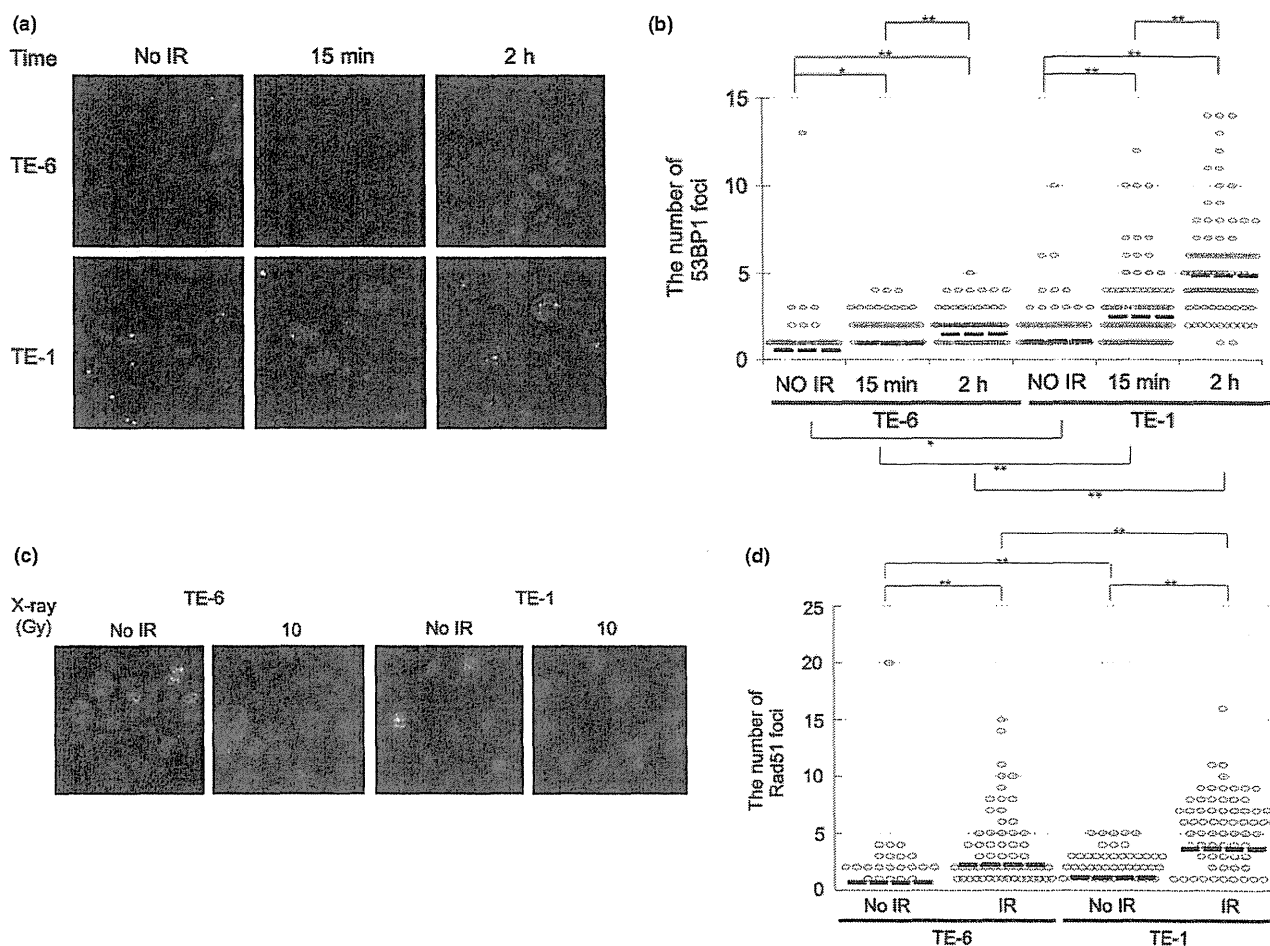 (a)
Time No IR 15 min 2 h
TE-6
TE-1
(b)
** **
** **
* **
The number of
53BP1 foci
15
10
5
0
NO IR 15 min 2 h NO IR 15 min 2 h
TE-6 TE-1
*
**
**
(c)
X-ray
(Gy)
TE-6 TE-1
No IR 10 No IR 10
(d)
**
**
** **
The number of
Rad51 foci
25
20
15
10
5
0
No IR IR No IR IR
TE-6 TE-1